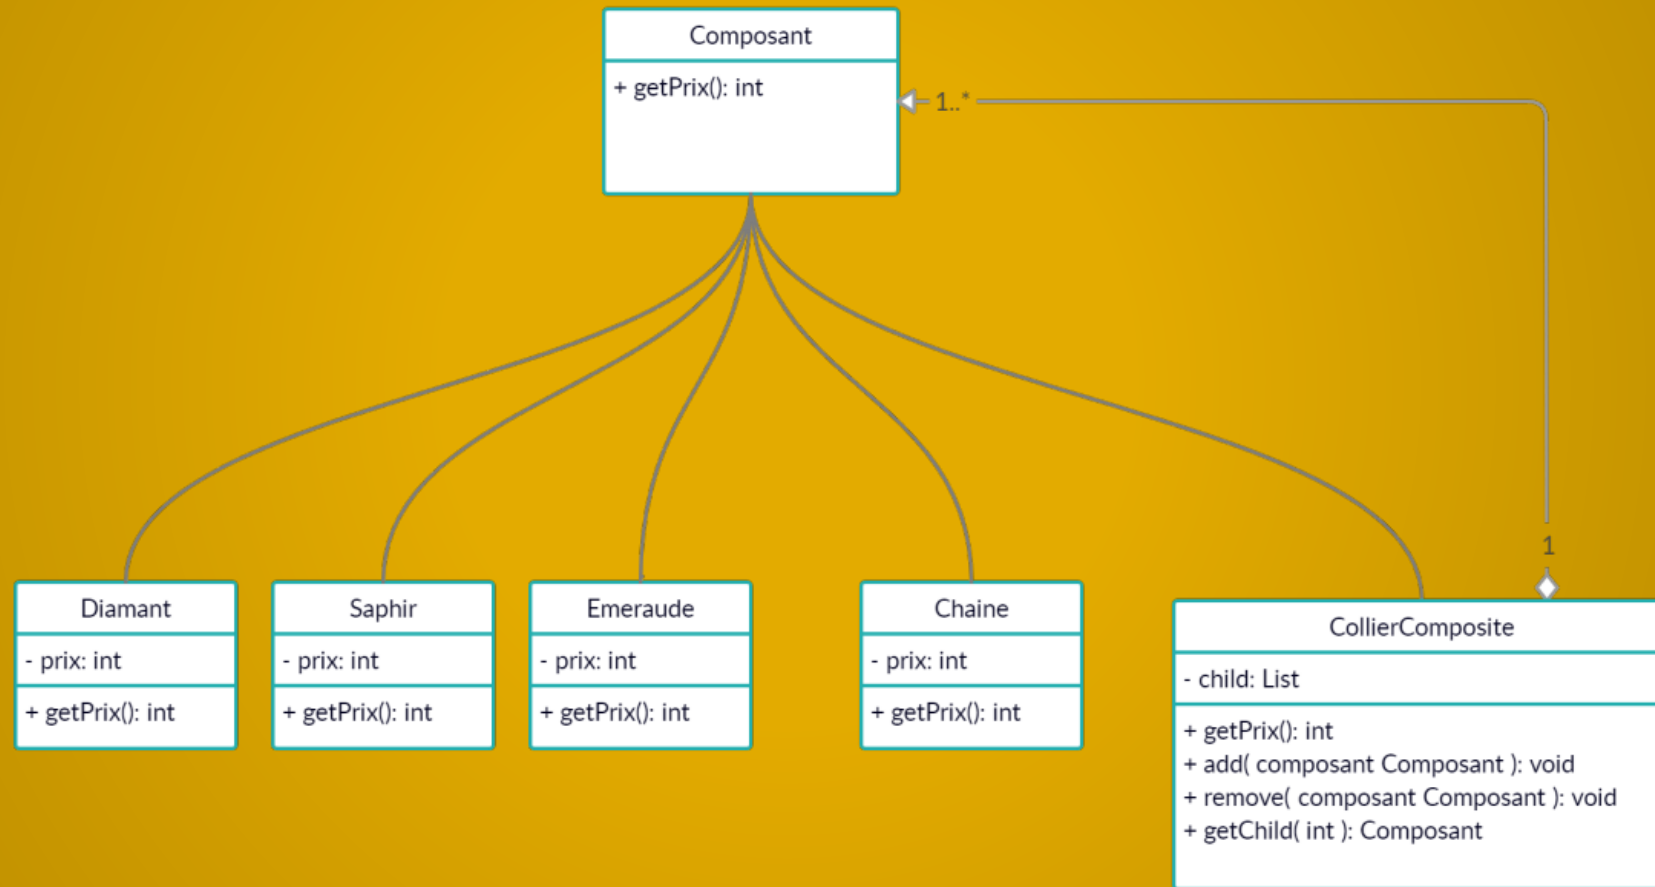 Composant
+ getPrix(): int
1..*
1
Diamant
- prix: int
+ getPrix(): int
Saphir
- prix: int
+ getPrix(): int
Emeraude
- prix: int
+ getPrix(): int
Chaine
- prix: int
+ getPrix(): int
CollierComposite
- child: List
+ getPrix(): int
+ add( composant Composant ): void
+ remove( composant Composant ): void
+ getChild( int ): Composant